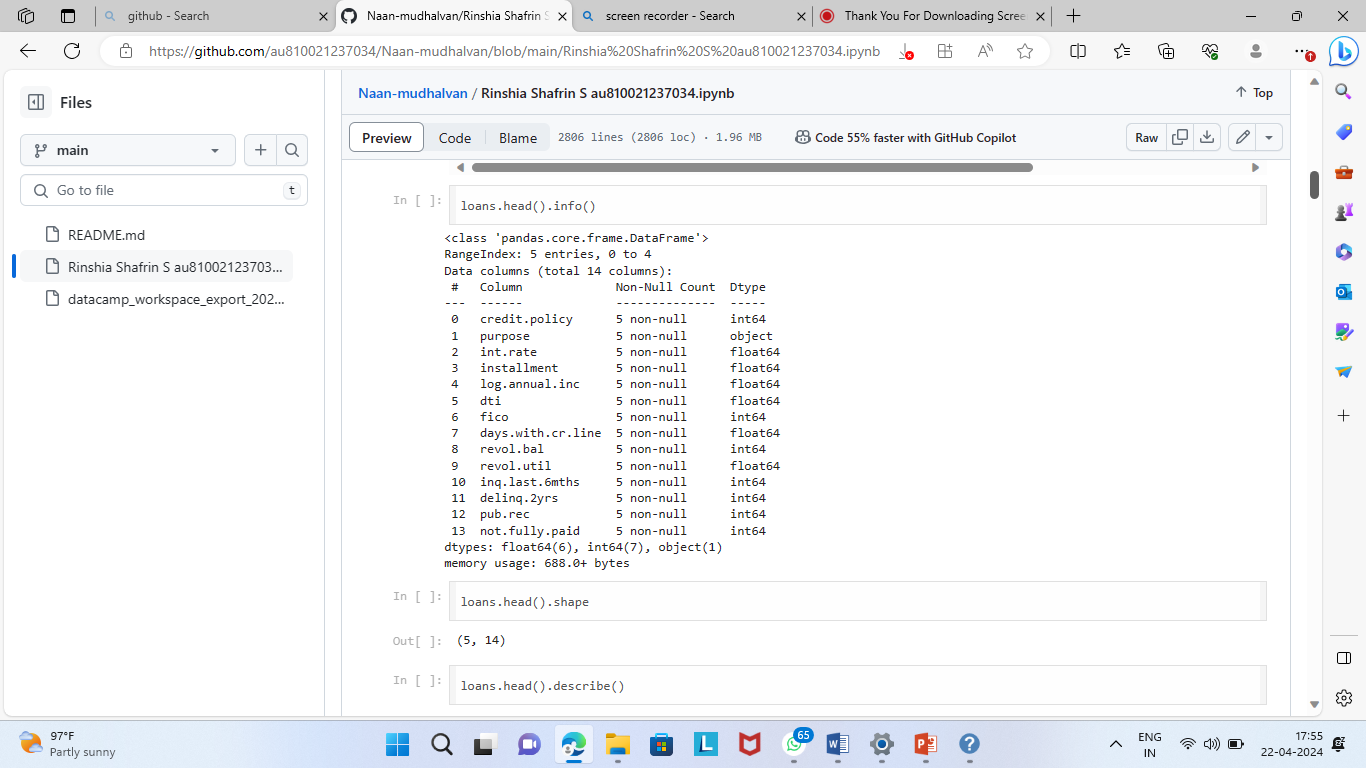 github - Search
Naan-mudhalvan/Rinshia Shafrin S
screen recorder - Search
Thank You For Downloading Scre
https://github.com/au810021237034/Naan-mudhalvan/blob/main/Rinshia%20Shafrin%20S%20au810021237034.ipynb
Files
main
Go to file
t
README.md
Rinshia Shafrin S au81002123703...
datacamp_workspace_export_202...
Naan-mudhalvan / Rinshia Shafrin S au810021237034.ipynb
Top
Preview
Code
Blame
2806 lines (2806 loc) · 1.96 MB
Code 55% faster with GitHub Copilot
Raw
In [ ]:
loans.head().info()
<class 'pandas.core.frame.DataFrame'>
RangeIndex: 5 entries, 0 to 4
Data columns (total 14 columns):
#   Column             Non-Null Count  Dtype
---  ------             --------------  -----
0   credit.policy      5 non-null      int64
1   purpose            5 non-null      object
2   int.rate           5 non-null      float64
3   installment        5 non-null      float64
4   log.annual.inc     5 non-null      float64
5   dti                5 non-null      float64
6   fico               5 non-null      int64
7   days.with.cr.line  5 non-null      float64
8   revol.bal          5 non-null      int64
9   revol.util         5 non-null      float64
10  inq.last.6mths     5 non-null      int64
11  delinq.2yrs        5 non-null      int64
12  pub.rec            5 non-null      int64
13  not.fully.paid     5 non-null      int64
dtypes: float64(6), int64(7), object(1)
memory usage: 688.0+ bytes
In [ ]:
loans.head().shape
Out[ ]:
(5, 14)
In [ ]:
loans.head().describe()
97°F
Partly sunny
65
ENG
IN
17:55
22-04-2024